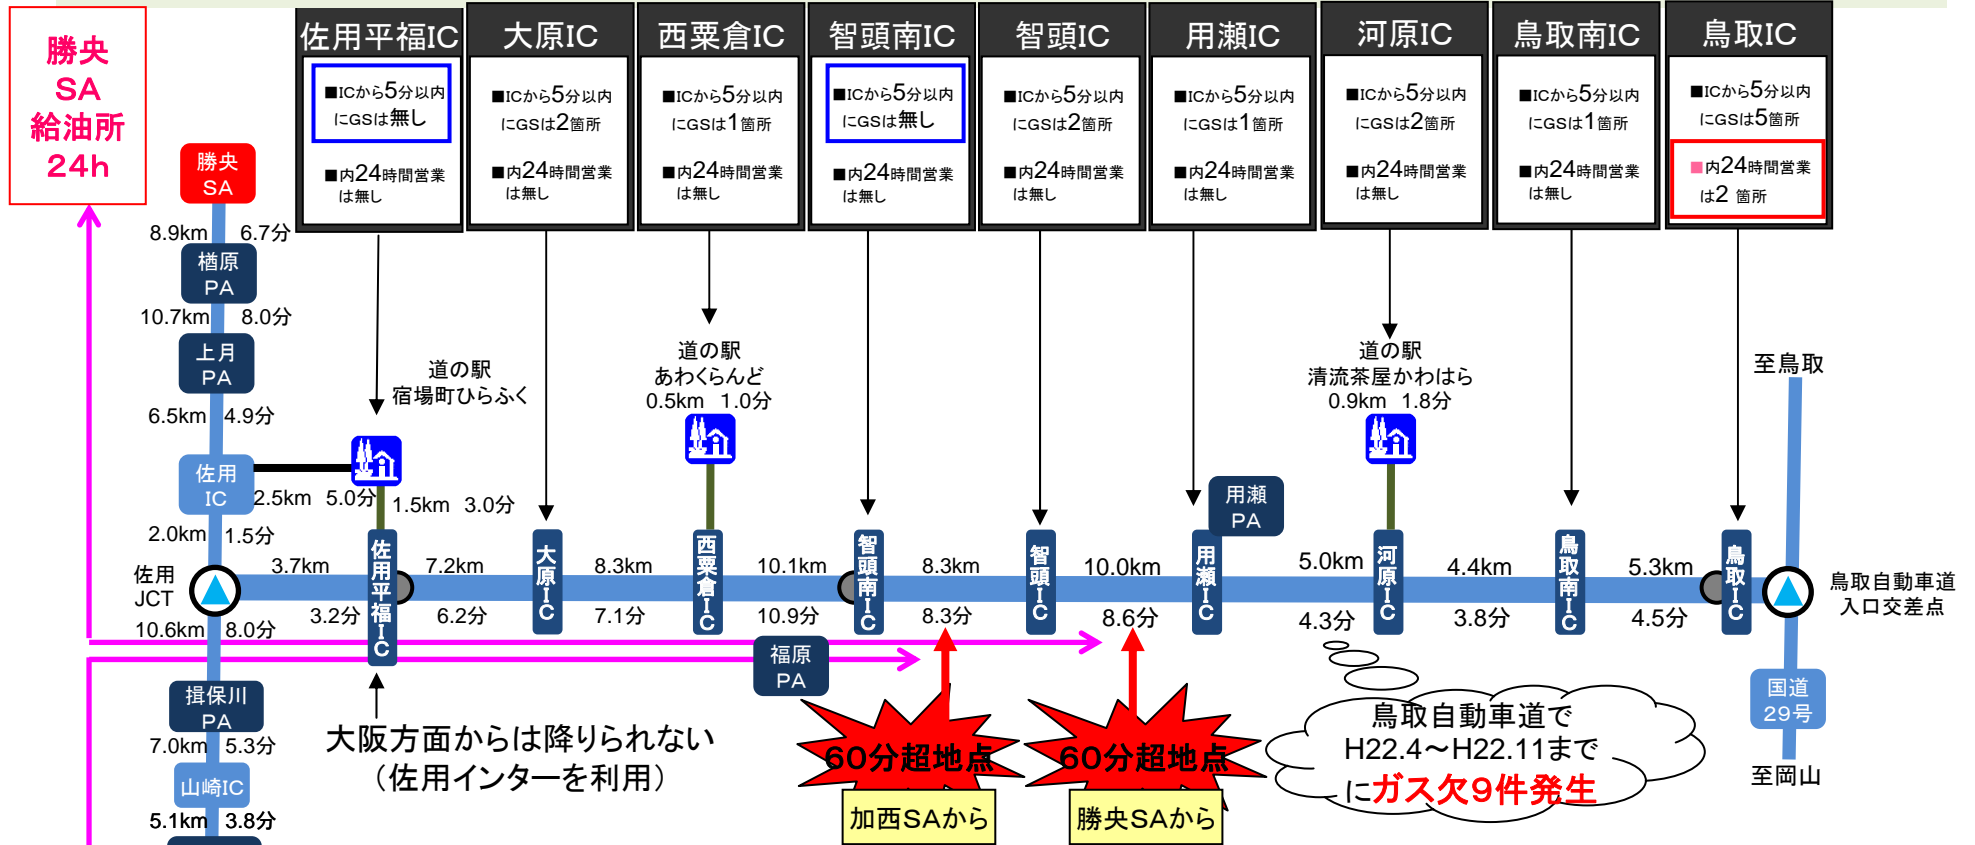 勝央
SA
給油所
24h
佐用平福IC
■ICから5分以内
にGSは無し
■内24時間営業
は無し
大原IC
■ICから5分以内
にGSは2箇所
■内24時間営業
は無し
西粟倉IC
■ICから5分以内
にGSは1箇所
■内24時間営業
は無し
智頭南IC
■ICから5分以内
にGSは無し
■内24時間営業
は無し
智頭IC
■ICから5分以内
にGSは2箇所
■内24時間営業
は無し
用瀬IC
■ICから5分以内
にGSは1箇所
■内24時間営業
は無し
河原IC
■ICから5分以内
にGSは2箇所
■内24時間営業
は無し
鳥取南IC
■ICから5分以内
にGSは1箇所
■内24時間営業
は無し
鳥取IC
■ICから5分以内
にGSは5箇所
■内24時間営業
は2 箇所
勝央
SA
8.9km 6.7分
楢原
PA
10.7km 8.0分
上月
PA
6.5km 4.9分
佐用
IC
2.5km 5.0分
2.0km 1.5分
佐用
JCT
道の駅
宿場町ひらふく
1.5km 3.0分
道の駅
あわくらんど
0.5km 1.0分
道の駅
清流茶屋かわはら
0.9km 1.8分
至鳥取
用瀬
PA
3.7km
佐用平福IC
7.2km
大原IC
8.3km
西粟倉IC
10.1km
智頭南IC
8.3km
智頭IC
10.0km
用瀬IC
5.0km
河原IC
4.4km
鳥取南IC
5.3km
鳥取IC
鳥取自動車道
入口交差点
3.2分
6.2分
7.1分
10.9分
8.3分
8.6分
4.3分
3.8分
4.5分
10.6km 8.0分
福原
PA
揖保川
PA
7.0km 5.3分
山崎IC
5.1km 3.8分
大阪方面からは降りられない
（佐用インターを利用）
60分超地点
加西SAから
60分超地点
勝央SAから
鳥取自動車道で
H22.4～H22.11まで
にガス欠9件発生
国道
29号
至岡山